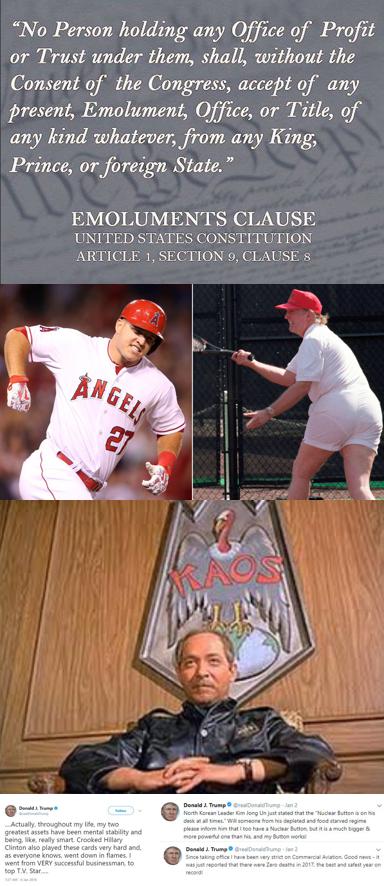 “No Person holding any Office of Profit
or Trust under them, shall, without the
Consent of the Congress, accept of any
present, Emolument, Office, or Title, of
any kind whatever, from any King,
Prince, or foreign State.”
EMOLUMENTS CLAUSE
UNITED STATES CONSTITUTION
ARTICLE 1, SECTION 9, CLAUSE 8
A
ANGELS
27
KAOS
Donald J. Trump
@realDonaldTrump
Follow
....Actually, throughout my life, my two
greatest assets have been mental stability and
being, like, really smart. Crooked Hillary
Clinton also played these cards very hard and,
as everyone knows, went down in flames. I
went from VERY successful businessman, to
top T.V. Star.....
Donald J. Trump @realDonaldTrump · Jan 2
North Korean Leader Kim Jong Un just stated that the “Nuclear Button is on his
desk at all times.” Will someone from his depleted and food starved regime
please inform him that I too have a Nuclear Button, but it is a much bigger &
more powerful one than his, and my Button works!
Donald J. Trump @realDonaldTrump · Jan 2
Since taking office I have been very strict on Commercial Aviation. Good news - it
was just reported that there were Zero deaths in 2017, the best and safest year on
record!